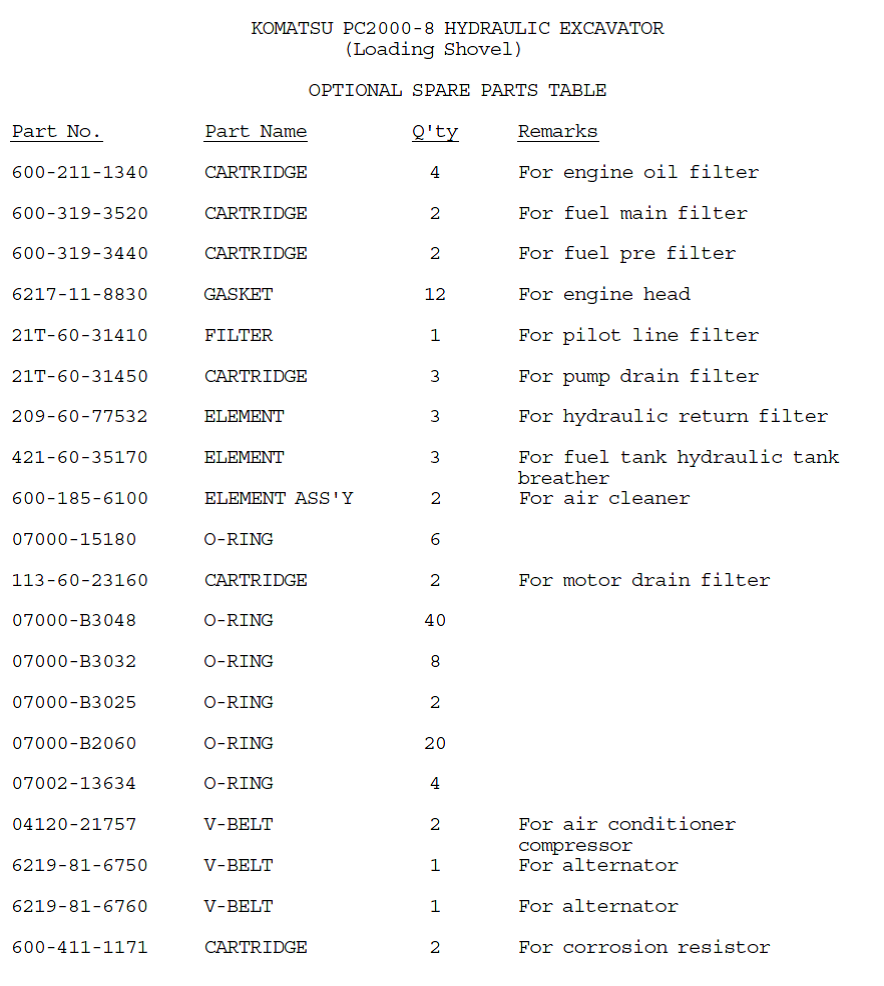 KOMATSU PC2000-8 HYDRAULIC EXCAVATOR
(Loading Shovel)
OPTIONAL SPARE PARTS TABLE
Part No. Part Name Q'ty Remarks
600-211-1340 CARTRIDGE 4 For engine oil filter
600-319-3520 CARTRIDGE 2 For fuel main filter
600-319-3440 CARTRIDGE 2 For fuel pre filter
6217-11-8830 GASKET 12 For engine head
21T-60-31410 FILTER 1 For pilot line filter
21T-60-31450 CARTRIDGE 3 For pump drain filter
209-60-77532 ELEMENT 3 For hydraulic return filter
421-60-35170 ELEMENT 3 For fuel tank hydraulic tank
breather
600-185-6100 ELEMENT ASS'Y 2 For air cleaner
07000-15180 O-RING 6
113-60-23160 CARTRIDGE 2 For motor drain filter
07000-B3048 O-RING 40
07000-B3032 O-RING 8
07000-B3025 O-RING 2
07000-B2060 O-RING 20
07002-13634 O-RING 4
04120-21757 V-BELT 2 For air conditioner
compressor
6219-81-6750 V-BELT 1 For alternator
6219-81-6760 V-BELT 1 For alternator
600-411-1171 CARTRIDGE 2 For corrosion resistor